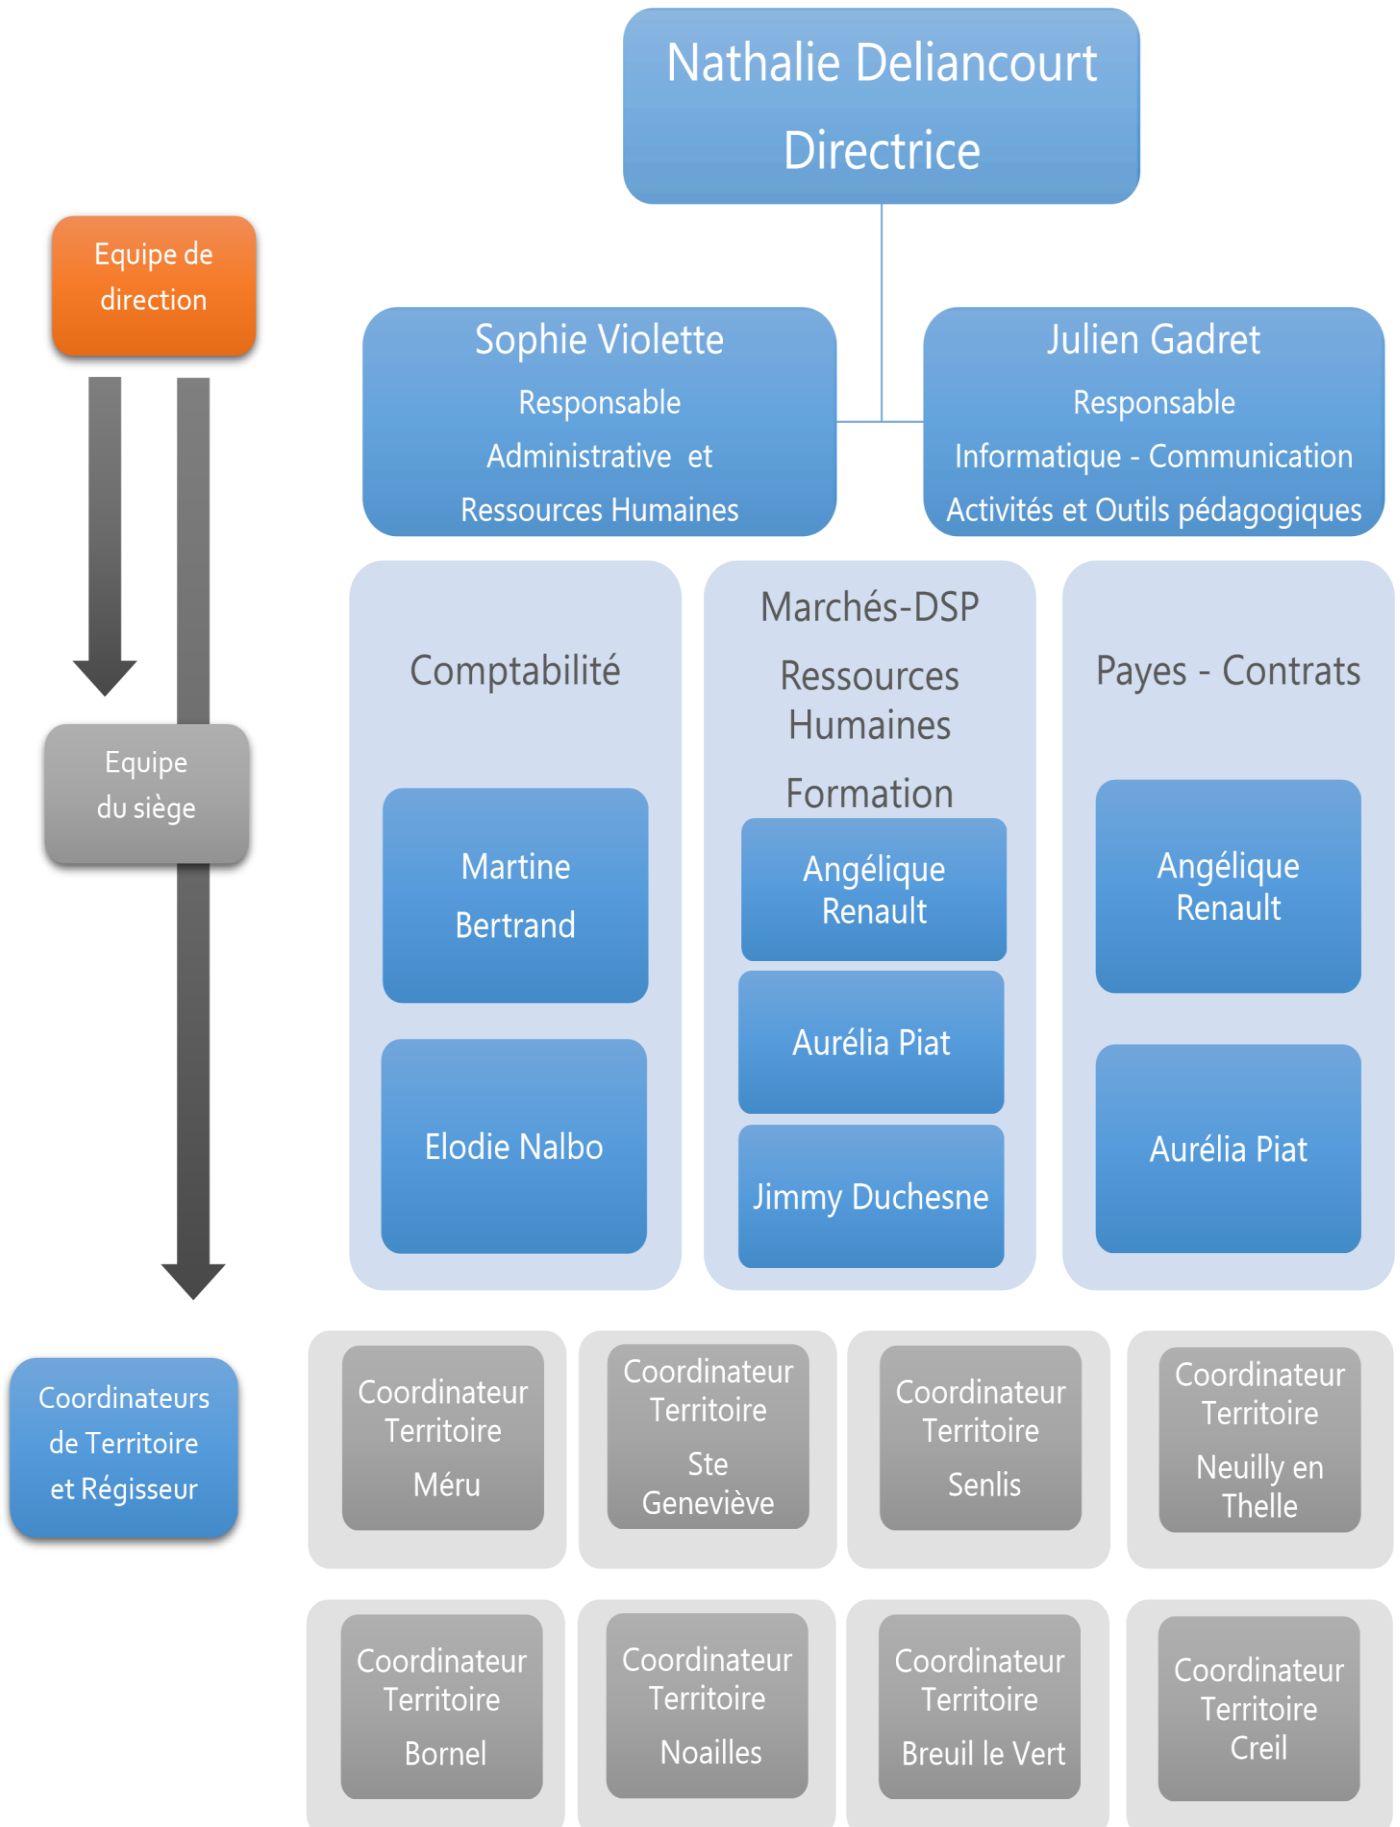 Nathalie Deliancourt
Directrice
Equipe de
direction
Sophie Violette
Responsable
Administrative et
Ressources Humaines
Julien Gadret
Responsable
Informatique - Communication
Activités et Outils pédagogiques
Equipe
du siège
Comptabilité
Martine
Bertrand
Elodie Nalbo
Marchés-DSP
Ressources
Humaines
Formation
Angélique
Renault
Aurélia Piat
Jimmy Duchesne
Payes - Contrats
Angélique
Renault
Aurélia Piat
Coordinateurs
de Territoire
et Régisseur
Coordinateur
Territoire
Méru
Coordinateur
Territoire
Ste
Geneviève
Coordinateur
Territoire
Senlis
Coordinateur
Territoire
Neuilly en
Thelle
Coordinateur
Territoire
Bornel
Coordinateur
Territoire
Noailles
Coordinateur
Territoire
Breuil le Vert
Coordinateur
Territoire
Creil